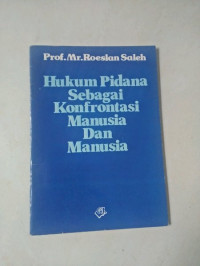 Prof.Mr.Roeslan Saleh
Hukum Pidana
Sebagai
Konfrontasi
Manusia
Dan
Manusia